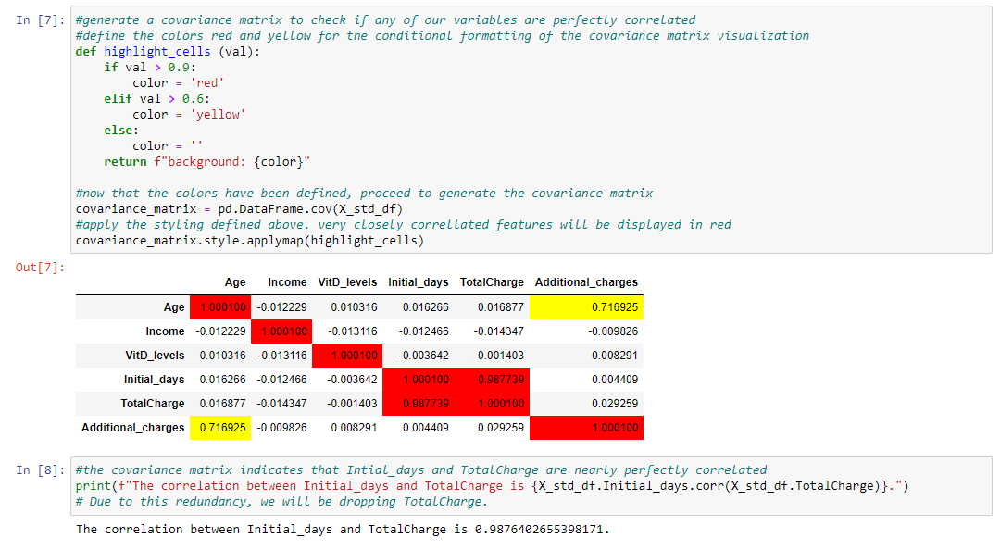 In [7]: #generate a covariance matrix to check if any of our variables are perfectly correlated
#define the colors red and yellow for the conditional formatting of the covariance matrix visualization
def highlight_cells (val):
    if val > 0.9:
        color = 'red'
    elif val > 0.6:
        color = 'yellow'
    else:
        color = ''
    return f"background: {color}"

#now that the colors have been defined, proceed to generate the covariance matrix
covariance_matrix = pd.DataFrame.cov(X_std_df)
#apply the styling defined above. very closely correllated features will be displayed in red
covariance_matrix.style.applymap(highlight_cells)
Out[7]:
Age Income VitD_levels Initial_days TotalCharge Additional_charges
Age 1.000100 -0.012229 0.010316 0.016266 0.016877 0.716925
Income -0.012229 1.000100 -0.013116 -0.012466 -0.014347 -0.009826
VitD_levels 0.010316 -0.013116 1.000100 -0.003642 -0.001403 0.008291
Initial_days 0.016266 -0.012466 -0.003642 1.000100 0.987739 0.004409
TotalCharge 0.016877 -0.014347 -0.001403 0.987739 1.000100 0.029259
Additional_charges 0.716925 -0.009826 0.008291 0.004409 0.029259 1.000100
In [8]: #the covariance matrix indicates that Intial_days and TotalCharge are nearly perfectly correlated
print(f"The correlation between Initial_days and TotalCharge is {X_std_df.Initial_days.corr(X_std_df.TotalCharge)}.")
# Due to this redundancy, we will be dropping TotalCharge.
The correlation between Initial_days and TotalCharge is 0.9876402655398171.